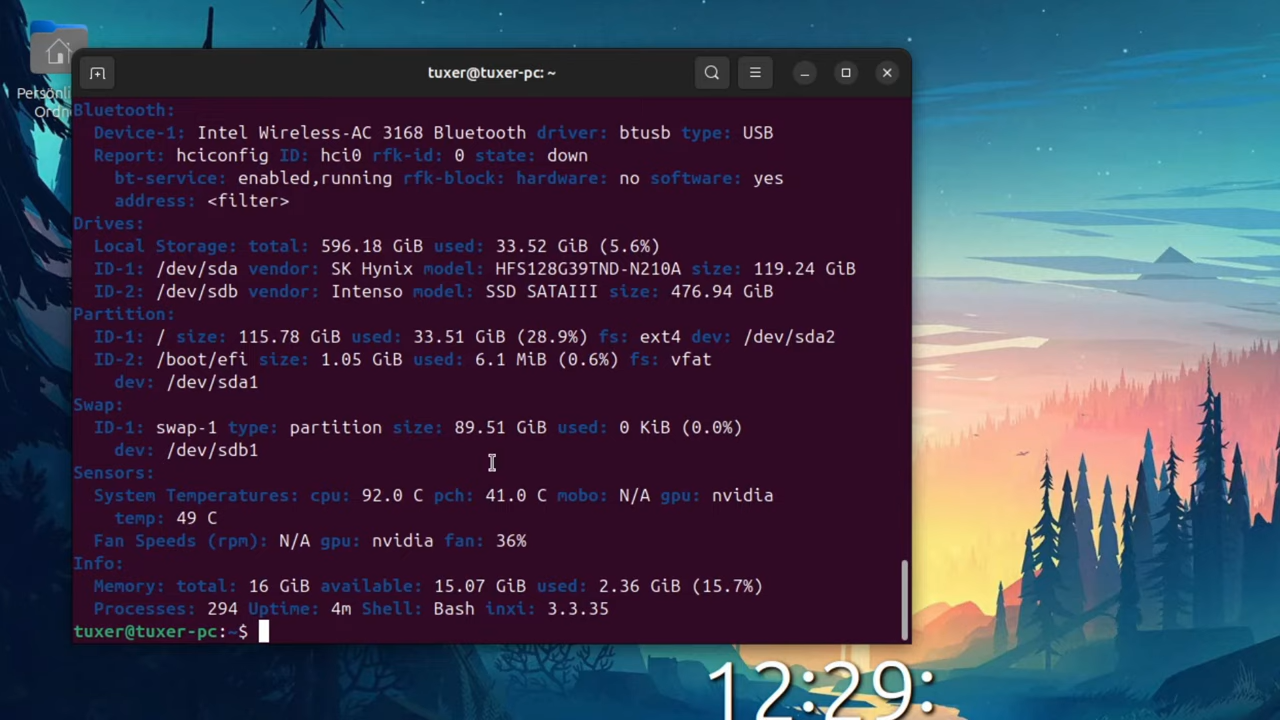 tuxer@tuxer-pc: ~
Persönli
Ordn
Bluetooth:
Device-1: Intel Wireless-AC 3168 Bluetooth driver: btusb type: USB
Report: hciconfig ID: hci0 rfk-id: 0 state: down
bt-service: enabled,running rfk-block: hardware: no software: yes
address: <filter>
Drives:
Local Storage: total: 596.18 GiB used: 33.52 GiB (5.6%)
ID-1: /dev/sda vendor: SK Hynix model: HFS128G39TND-N210A size: 119.24 GiB
ID-2: /dev/sdb vendor: Intenso model: SSD SATAIII size: 476.94 GiB
Partition:
ID-1: / size: 115.78 GiB used: 33.51 GiB (28.9%) fs: ext4 dev: /dev/sda2
ID-2: /boot/efi size: 1.05 GiB used: 6.1 MiB (0.6%) fs: vfat
dev: /dev/sda1
Swap:
ID-1: swap-1 type: partition size: 89.51 GiB used: 0 KiB (0.0%)
dev: /dev/sdb1
Sensors:
System Temperatures: cpu: 92.0 C pch: 41.0 C mobo: N/A gpu: nvidia
temp: 49 C
Fan Speeds (rpm): N/A gpu: nvidia fan: 36%
Info:
Memory: total: 16 GiB available: 15.07 GiB used: 2.36 GiB (15.7%)
Processes: 294 Uptime: 4m Shell: Bash inxi: 3.3.35
tuxer@tuxer-pc:~$
12:29: